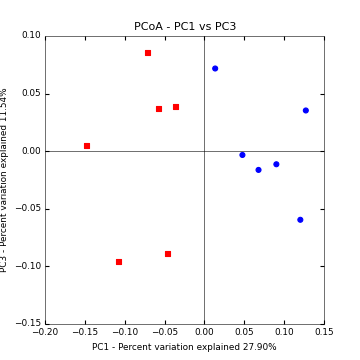 PCoA - PC1 vs PC3
0.10
0.05
0.00
−0.05
−0.10
−0.15
PC3 - Percent variation explained 11.54%
−0.20 −0.15 −0.10 −0.05 0.00 0.05 0.10 0.15
PC1 - Percent variation explained 27.90%